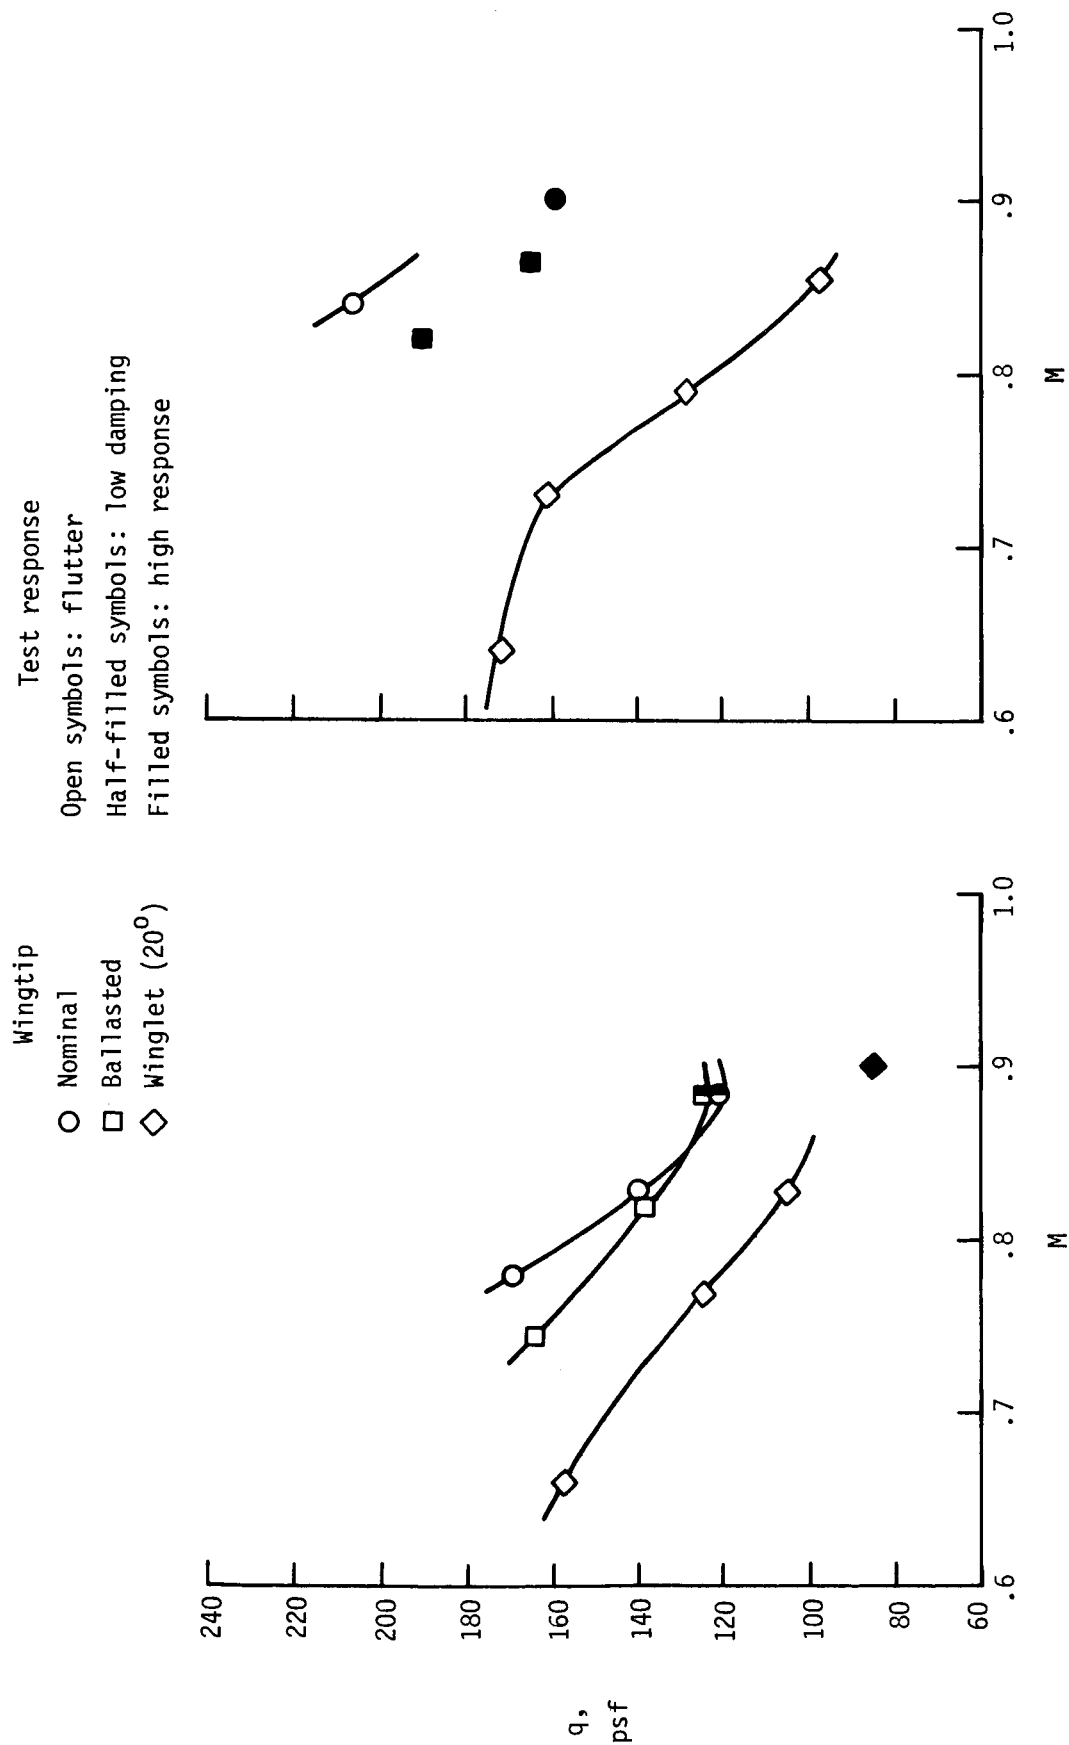 Wingtip
Nominal
Ballasted
Winglet (20°)
Test response
Open symbols: flutter
Half-filled symbols: low damping
Filled symbols: high response
q,
psf
240
220
200
180
160
140
120
100
80
60
.6
.7
.8
.9
1.0
M
.6
.7
.8
.9
1.0
M